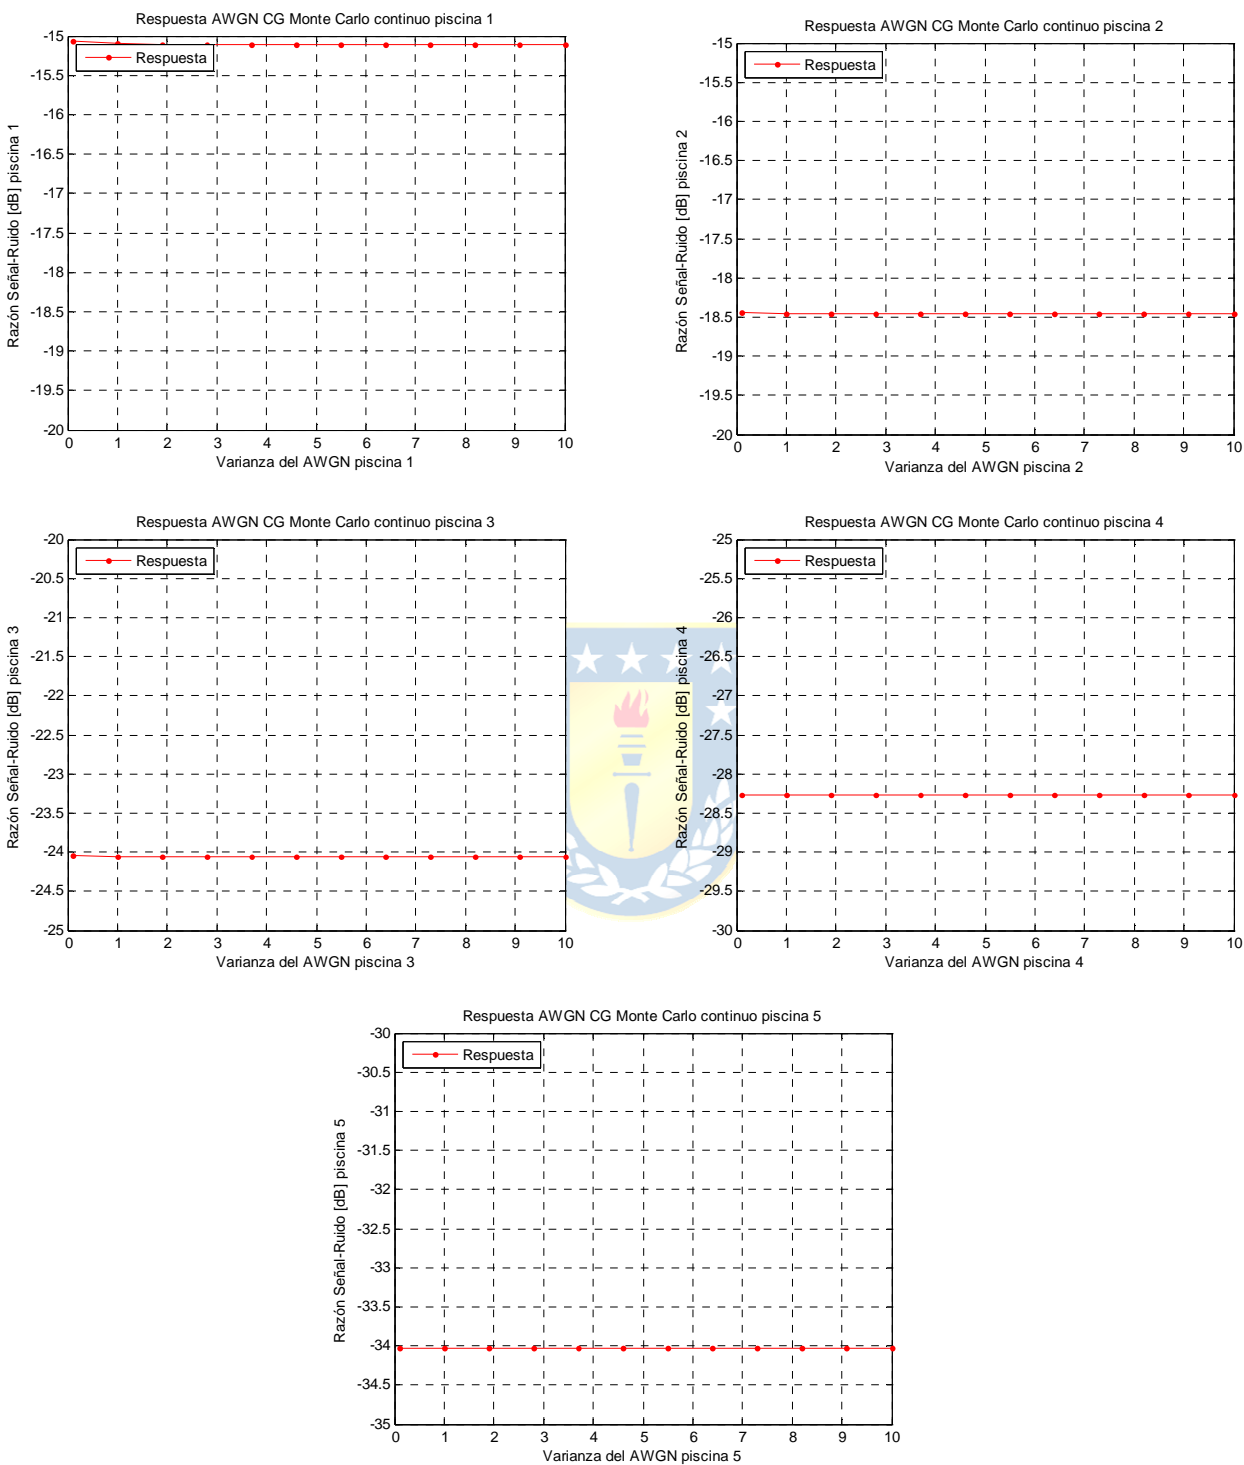 Respuesta AWGN CG Monte Carlo continuo piscina 1
Razón Señal-Ruido [dB] piscina 1
-15
-15.5
-16
-16.5
-17
-17.5
-18
-18.5
-19
-19.5
-20
Respuesta
0 1 2 3 4 5 6 7 8 9 10
Varianza del AWGN piscina 1
Respuesta AWGN CG Monte Carlo continuo piscina 2
Razón Señal-Ruido [dB] piscina 2
-15
-15.5
-16
-16.5
-17
-17.5
-18
-18.5
-19
-19.5
-20
Respuesta
0 1 2 3 4 5 6 7 8 9 10
Varianza del AWGN piscina 2
Respuesta AWGN CG Monte Carlo continuo piscina 3
Razón Señal-Ruido [dB] piscina 3
-20
-20.5
-21
-21.5
-22
-22.5
-23
-23.5
-24
-24.5
-25
Respuesta
0 1 2 3 4 5 6 7 8 9 10
Varianza del AWGN piscina 3
Respuesta AWGN CG Monte Carlo continuo piscina 4
Razón Señal-Ruido [dB] piscina 4
-25
-25.5
-26
-26.5
-27
-27.5
-28
-28.5
-29
-29.5
-30
Respuesta
0 1 2 3 4 5 6 7 8 9 10
Varianza del AWGN piscina 4
Respuesta AWGN CG Monte Carlo continuo piscina 5
Razón Señal-Ruido [dB] piscina 5
-30
-30.5
-31
-31.5
-32
-32.5
-33
-33.5
-34
-34.5
-35
Respuesta
0 1 2 3 4 5 6 7 8 9 10
Varianza del AWGN piscina 5